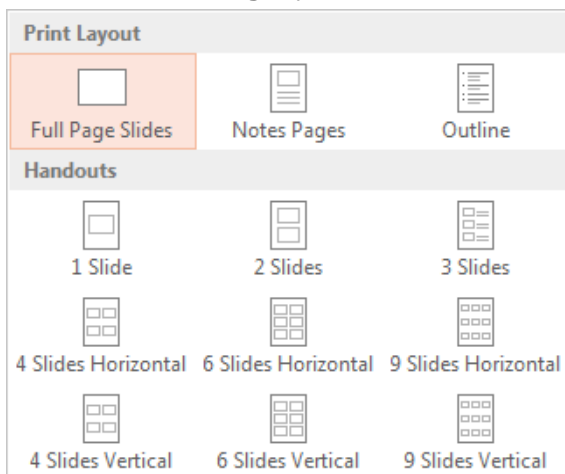 Print Layout
Full Page Slides Notes Pages Outline
Handouts
1 Slide 2 Slides 3 Slides
4 Slides Horizontal 6 Slides Horizontal 9 Slides Horizontal
4 Slides Vertical 6 Slides Vertical 9 Slides Vertical